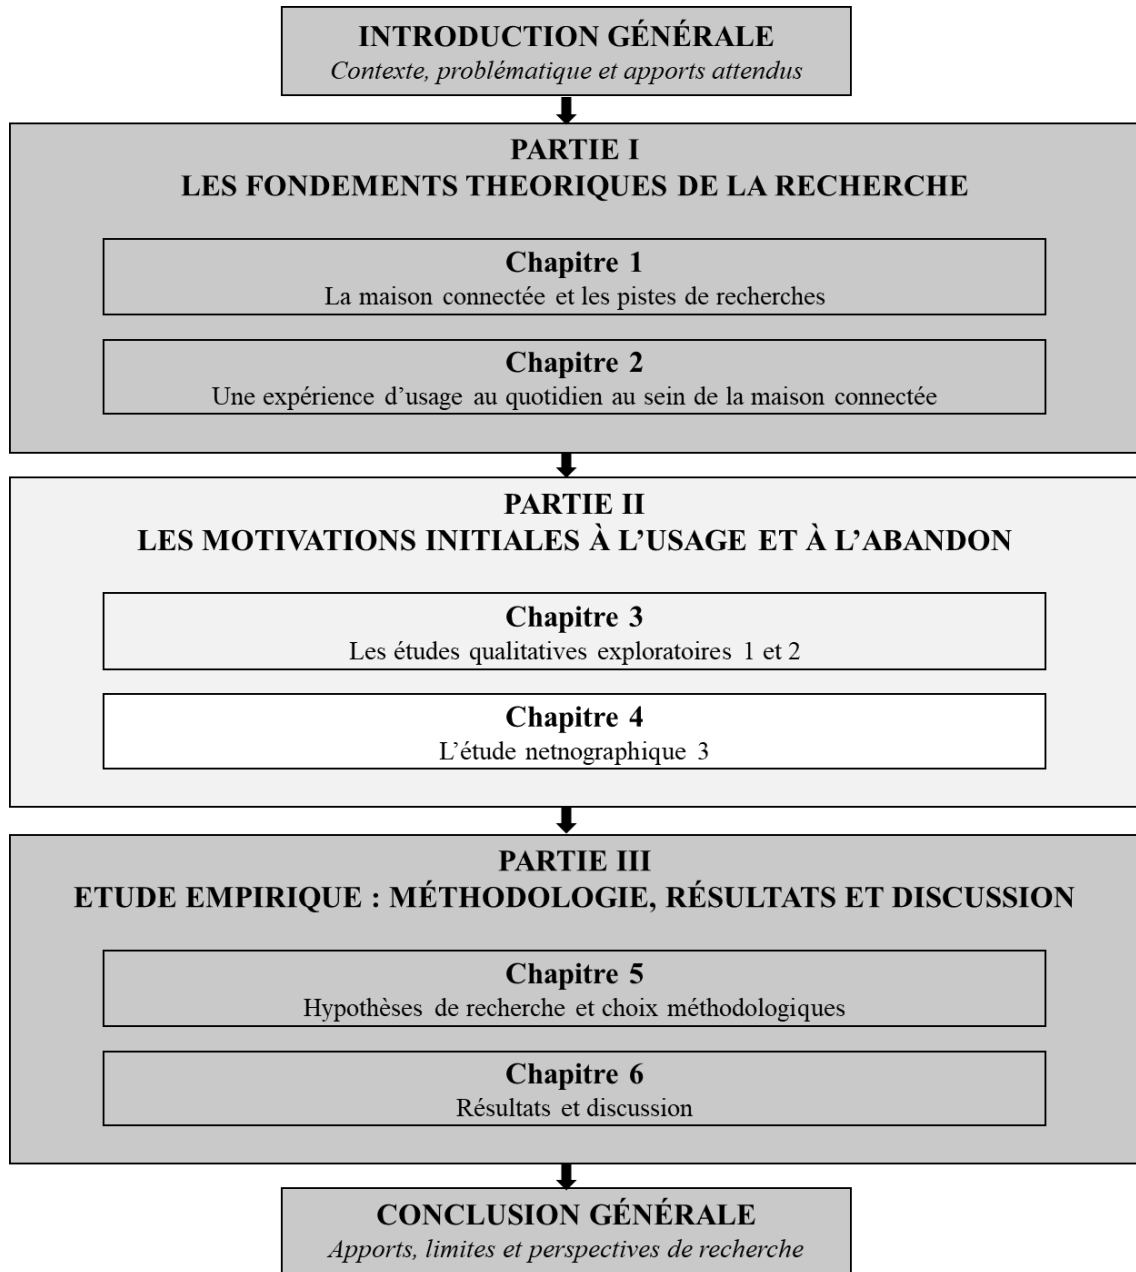 INTRODUCTION GÉNÉRALE
Contexte, problématique et apports attendus
PARTIE I
LES FONDEMENTS THEORIQUES DE LA RECHERCHE
Chapitre 1
La maison connectée et les pistes de recherches
Chapitre 2
Une expérience d’usage au quotidien au sein de la maison connectée
PARTIE II
LES MOTIVATIONS INITIALES À L’USAGE ET À L’ABANDON
Chapitre 3
Les études qualitatives exploratoires 1 et 2
Chapitre 4
L’étude netnographique 3
PARTIE III
ETUDE EMPIRIQUE : MÉTHODOLOGIE, RÉSULTATS ET DISCUSSION
Chapitre 5
Hypothèses de recherche et choix méthodologiques
Chapitre 6
Résultats et discussion
CONCLUSION GÉNÉRALE
Apports, limites et perspectives de recherche